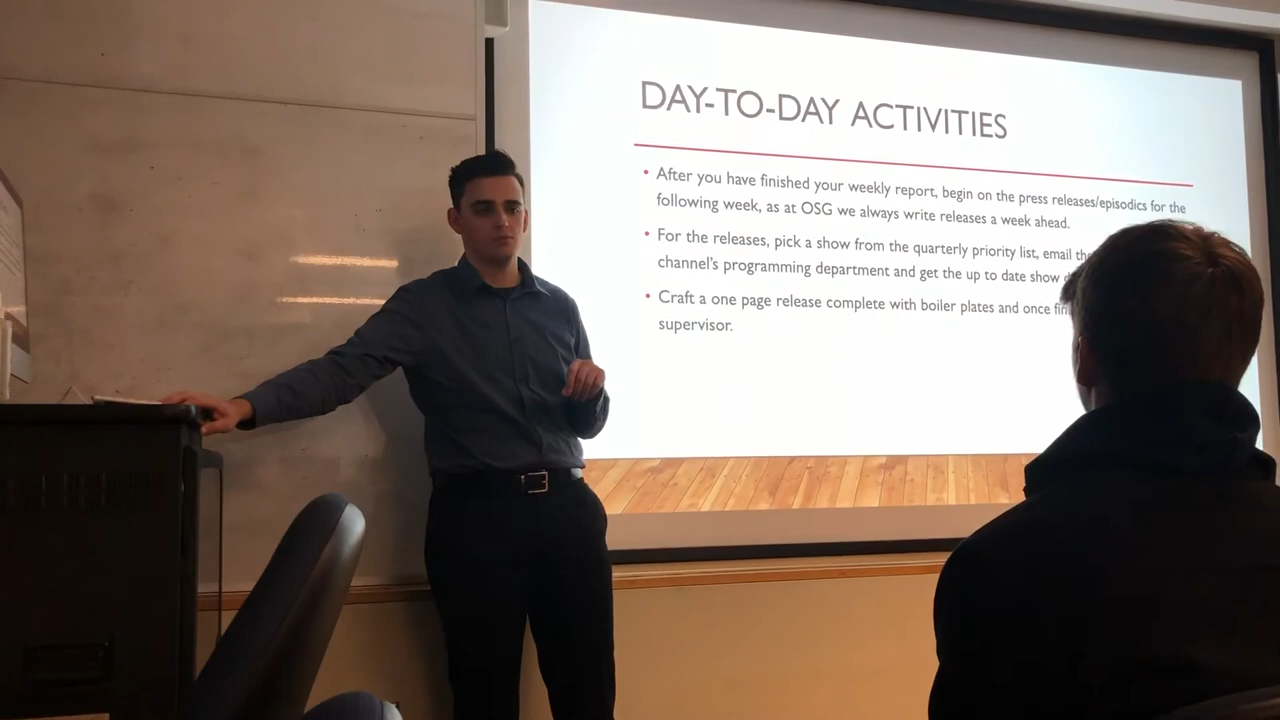 DAY-TO-DAY ACTIVITIES
• After you have finished your weekly report, begin on the press releases/episodics for the
following week, as at OSG we always write releases a week ahead.
• For the releases, pick a show from the quarterly priority list, email the
channel's programming department and get the up to date show
• Craft a one page release complete with boiler plates and once
supervisor.